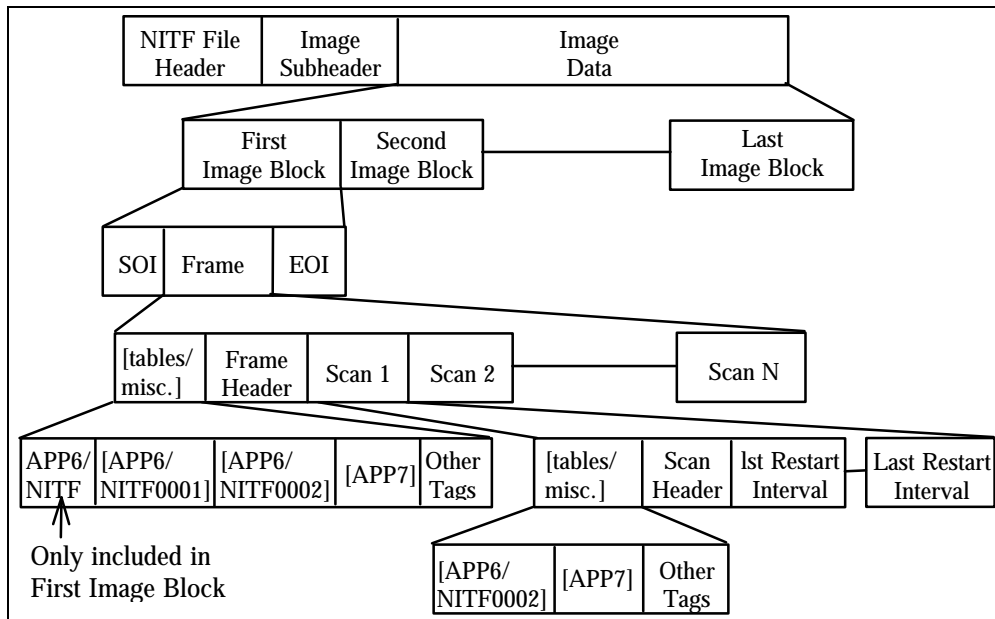 NITF File
Header
Image
Subheader
Image
Data
First
Image Block
Second
Image Block
Last
Image Block
SOI
Frame
EOI
[tables/
misc.]
Frame
Header
Scan 1
Scan 2
Scan N
APP6/
NITF
[APP6/
NITF0001]
[APP6/
NITF0002]
[APP7]
Other
Tags
[tables/
misc.]
Scan
Header
lst Restart
Interval
Last Restart
Interval
Only included in
First Image Block
[APP6/
NITF0002]
[APP7]
Other
Tags